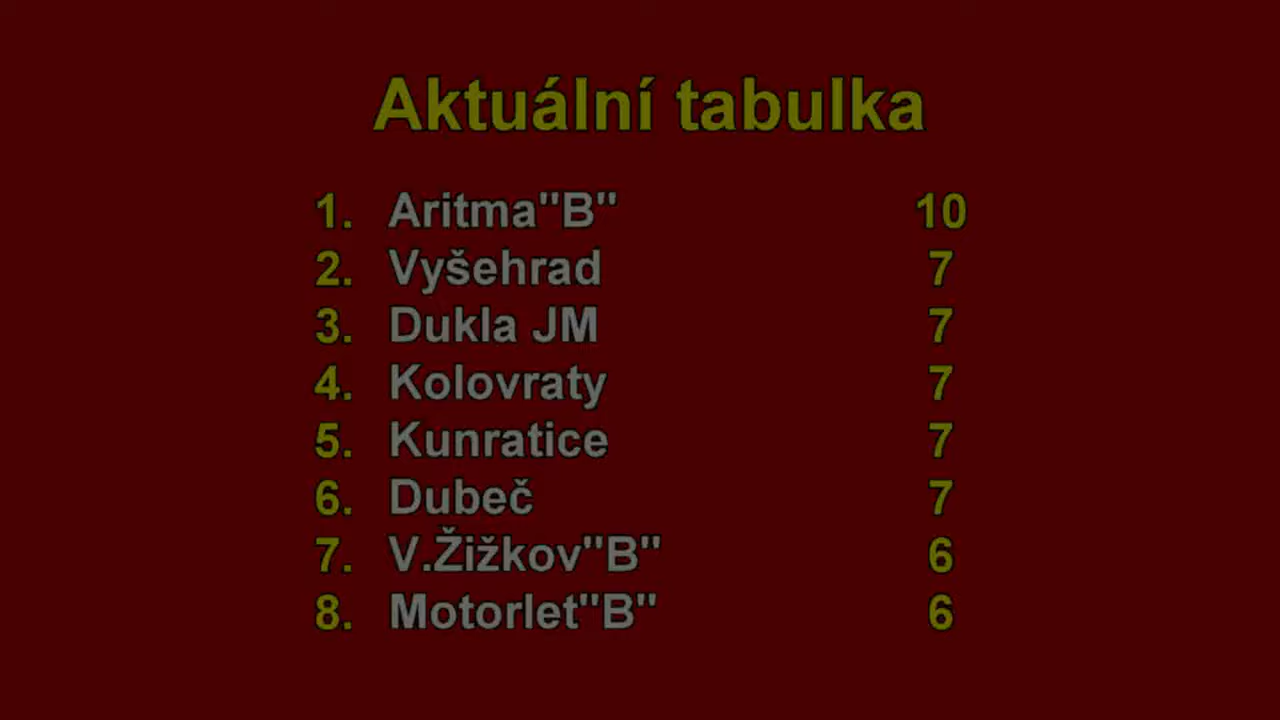 Aktuální tabulka
1. Aritma"B" 10
2. Vyšehrad 7
3. Dukla JM 7
4. Kolovraty 7
5. Kunratice 7
6. Dubeč 7
7. V.Žižkov"B" 6
8. Motorlet"B" 6